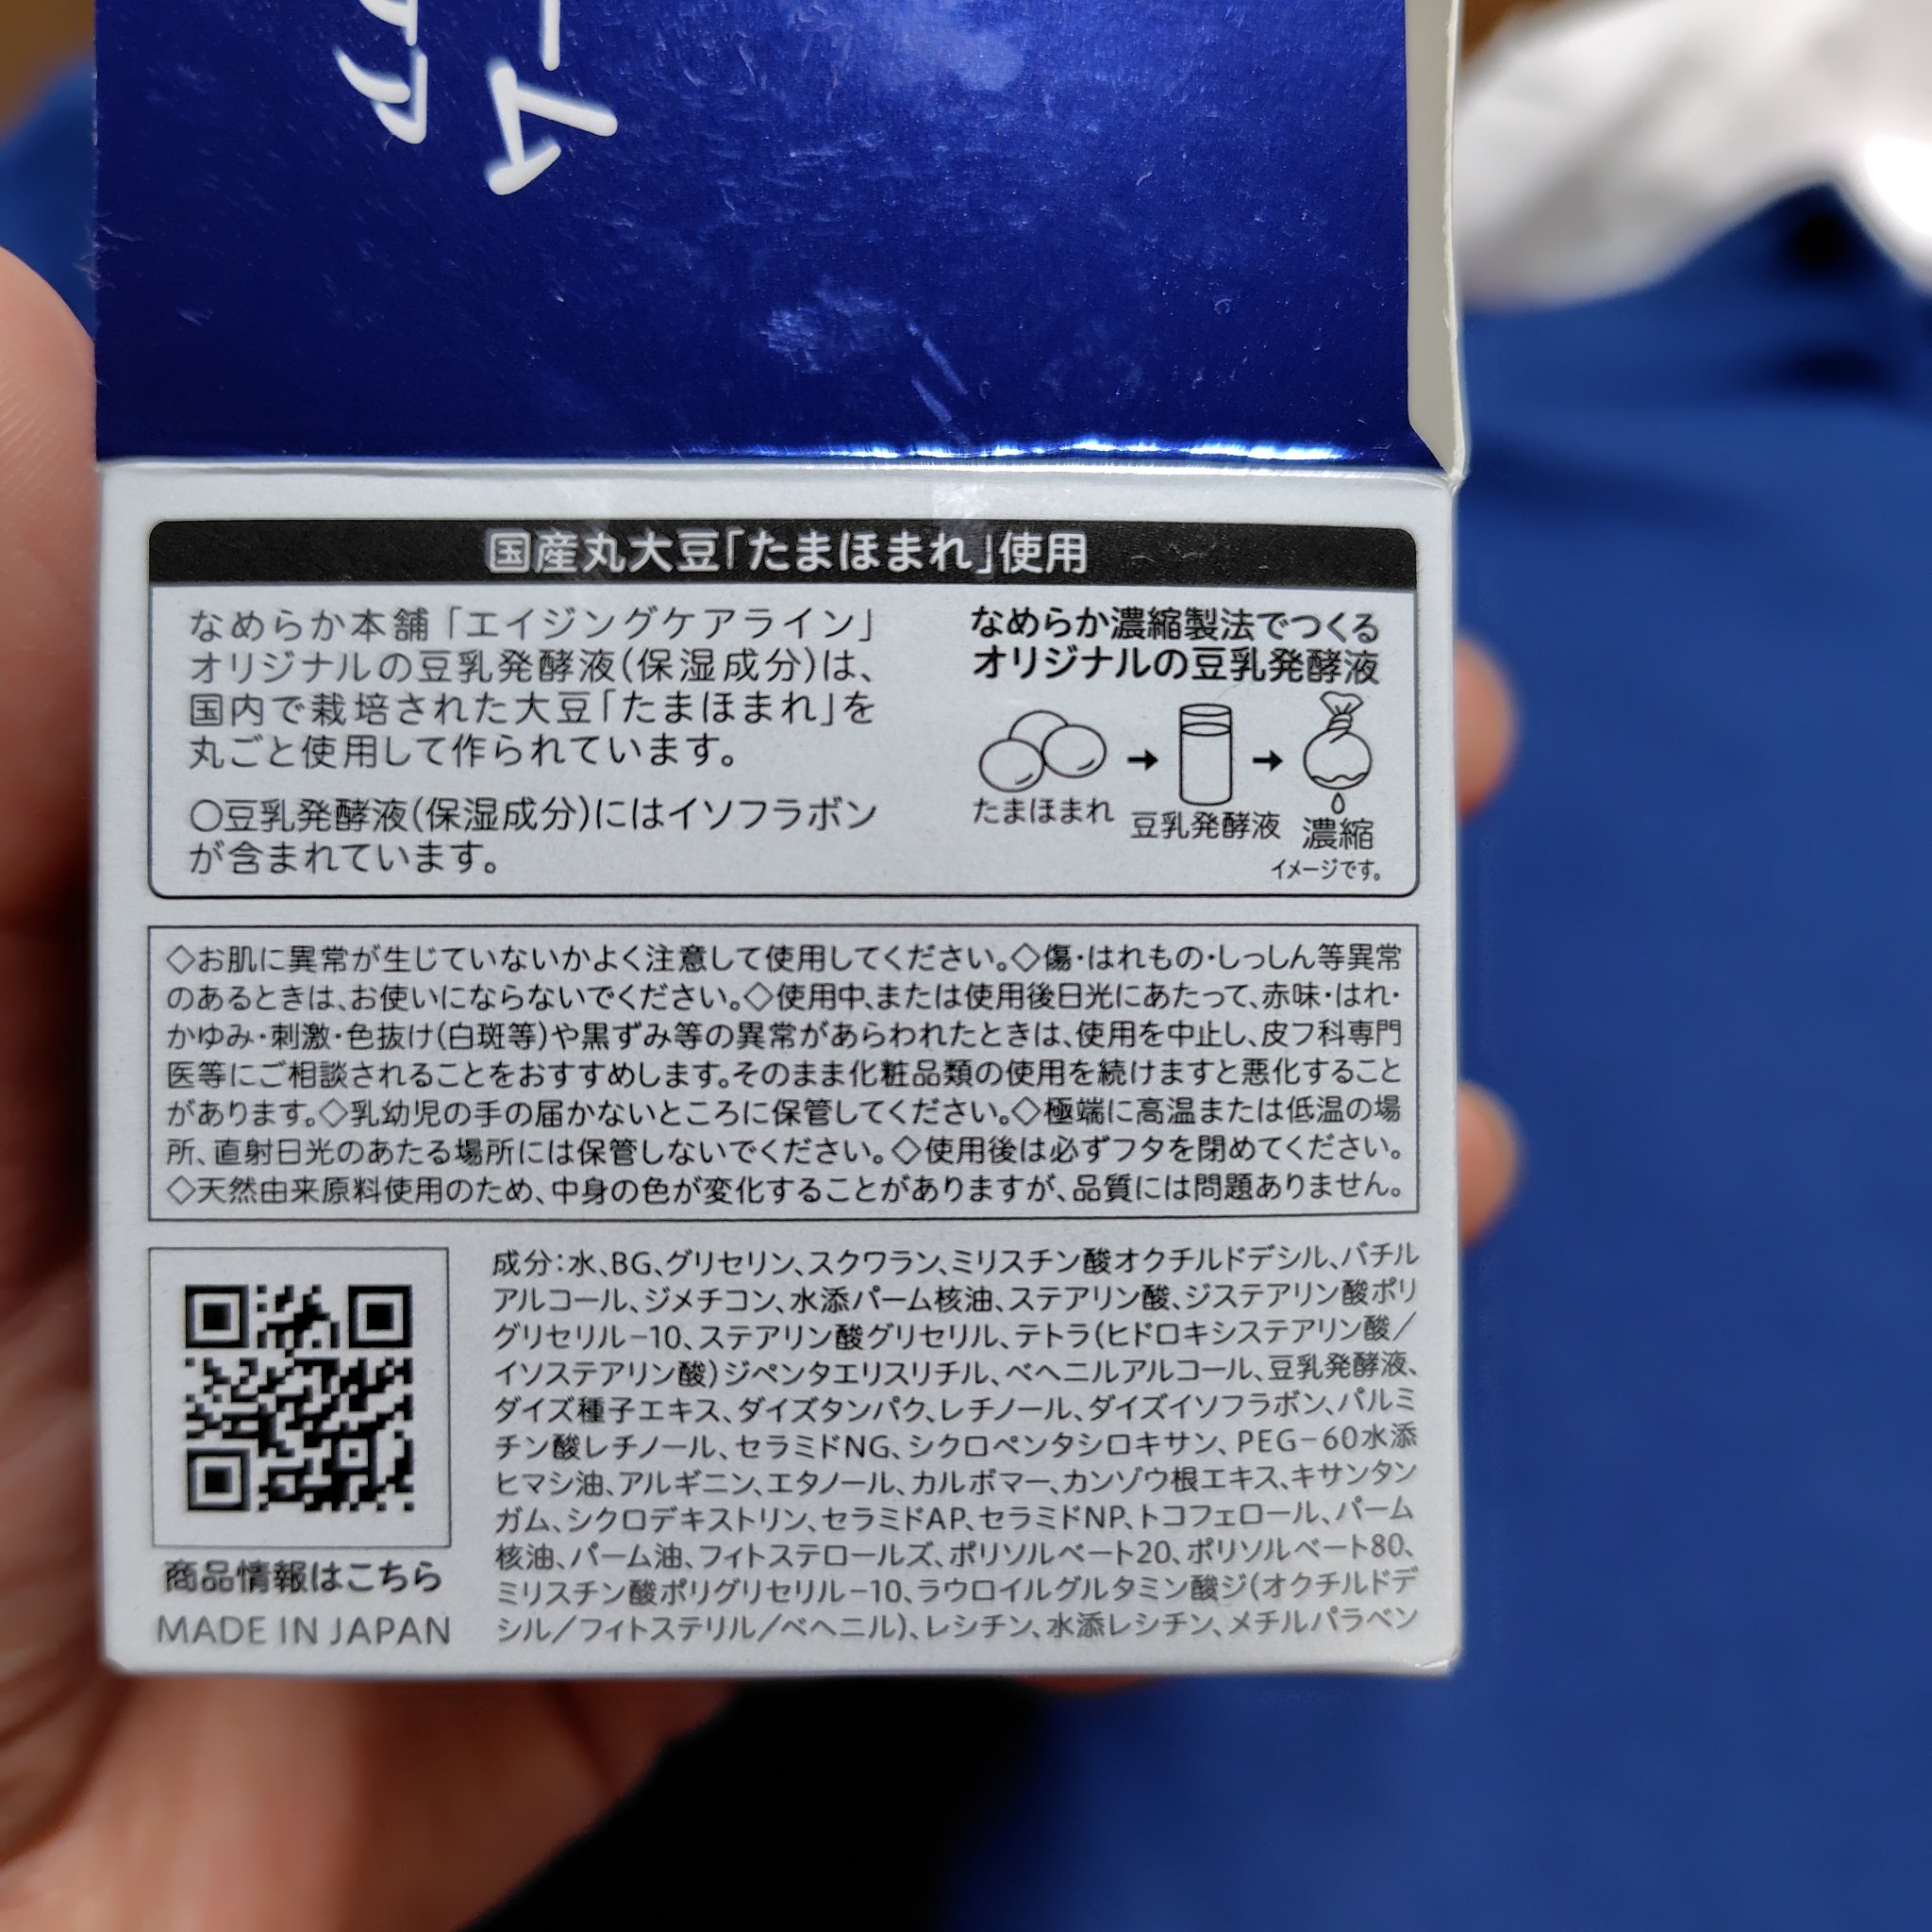 国産丸大豆「たまほまれ」使用
なめらか本舗「エイジングケアライン」
オリジナルの豆乳発酵液(保湿成分)は、
国内で栽培された大豆「たまほまれ」を
丸ごと使用して作られています。
○豆乳発酵液(保湿成分)にはイソフラボン
が含まれています。
なめらか濃縮製法でつくる
オリジナルの豆乳発酵液
たまほまれ
豆乳発酵液
濃縮
イメージです。
◇お肌に異常が生じていないかよく注意して使用してください。◇傷・はれもの・しっしん等異常
のあるときは、お使いにならないでください。◇使用中、または使用後日光にあたって、赤味・はれ・
かゆみ・刺激・色抜け(白斑等)や黒ずみ等の異常があらわれたときは、使用を中止し、皮フ科専門
医等にご相談されることをおすすめします。そのまま化粧品類の使用を続けますと悪化すること
があります。◇乳幼児の手の届かないところに保管してください。◇極端に高温または低温の場
所、直射日光のあたる場所には保管しないでください。◇使用後は必ずフタを閉めてください。
◇天然由来原料使用のため、中身の色が変化することがありますが、品質には問題ありません。
成分:水、BG、グリセリン、スクワラン、ミリスチン酸オクチルドデシル、バチル
アルコール、ジメチコン、水添パーム核油、ステアリン酸、ジステアリン酸ポリ
グリセリル-10、ステアリン酸グリセリル、テトラ(ヒドロキシステアリン酸/
イソステアリン酸)ジペンタエリスリチル、ベヘニルアルコール、豆乳発酵液、
ダイズ種子エキス、ダイズタンパク、レチノール、ダイズイソフラボン、パルミ
チン酸レチノール、セラミドNG、シクロペンタシロキサン、PEG-60水添
ヒマシ油、アルギニン、エタノール、カルボマー、カンゾウ根エキス、キサンタン
ガム、シクロデキストリン、セラミドAP、セラミドNP、トコフェロール、パーム
核油、パーム油、フィトステロールズ、ポリソルベート20、ポリソルベート80、
ミリスチン酸ポリグリセリル-10、ラウロイルグルタミン酸ジ(オクチルドデ
シル/フィトステリル/ベヘニル)、レシチン、水添レシチン、メチルパラベン
商品情報はこちら
MADE IN JAPAN